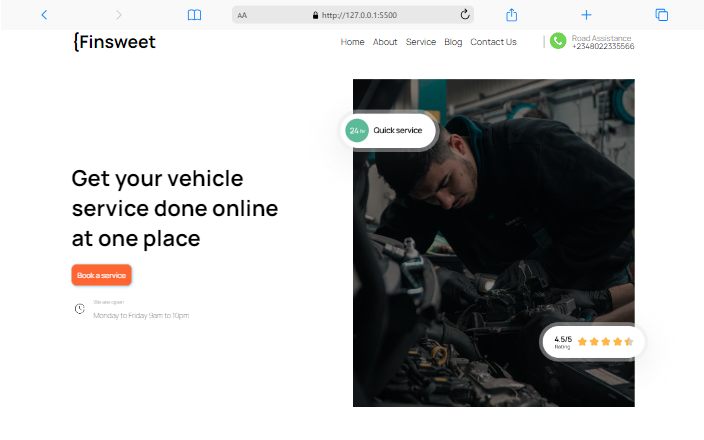 AA
http://127.0.0.1:5500
{Finsweet
Home About Service Blog Contact Us
Road Assistance
+2348022335566
24 hr Quick service
Get your vehicle
service done online
at one place
Book a service
We are open
Monday to Friday 9am to 10pm
4.5/5
Rating